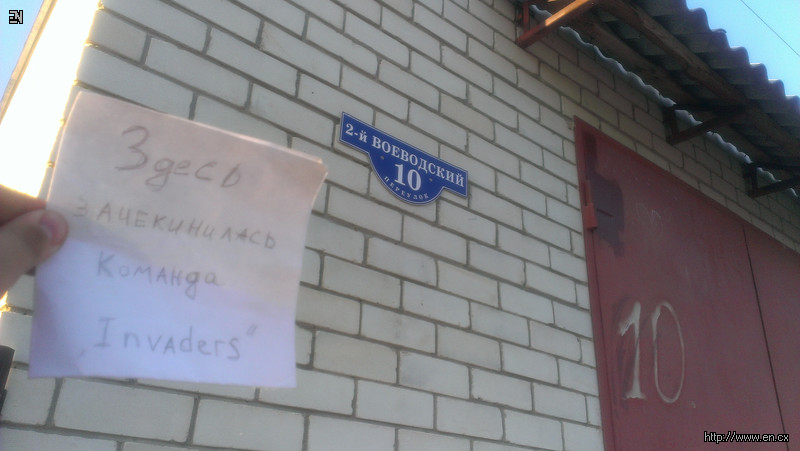 EN
Здесь
зАЧЕКИНИЛАСЬ
КомАНдА
„InvAders"
2-й ВОЕВОДСКИЙ
10
ПЕРЕУЛОК
10
http://www.en.cx